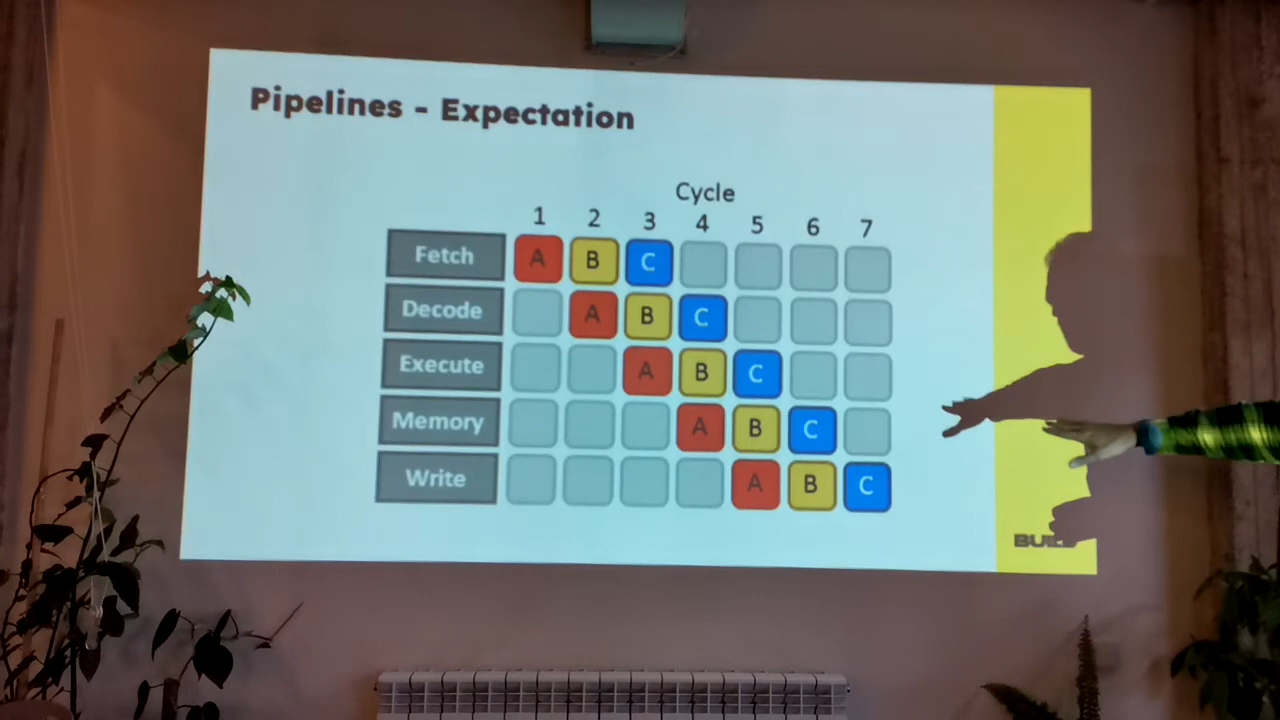 Pipelines - Expectation
Cycle
1 2 3 4 5 6 7
Fetch A B C
Decode A B C
Execute A B C
Memory A B C
Write A B C